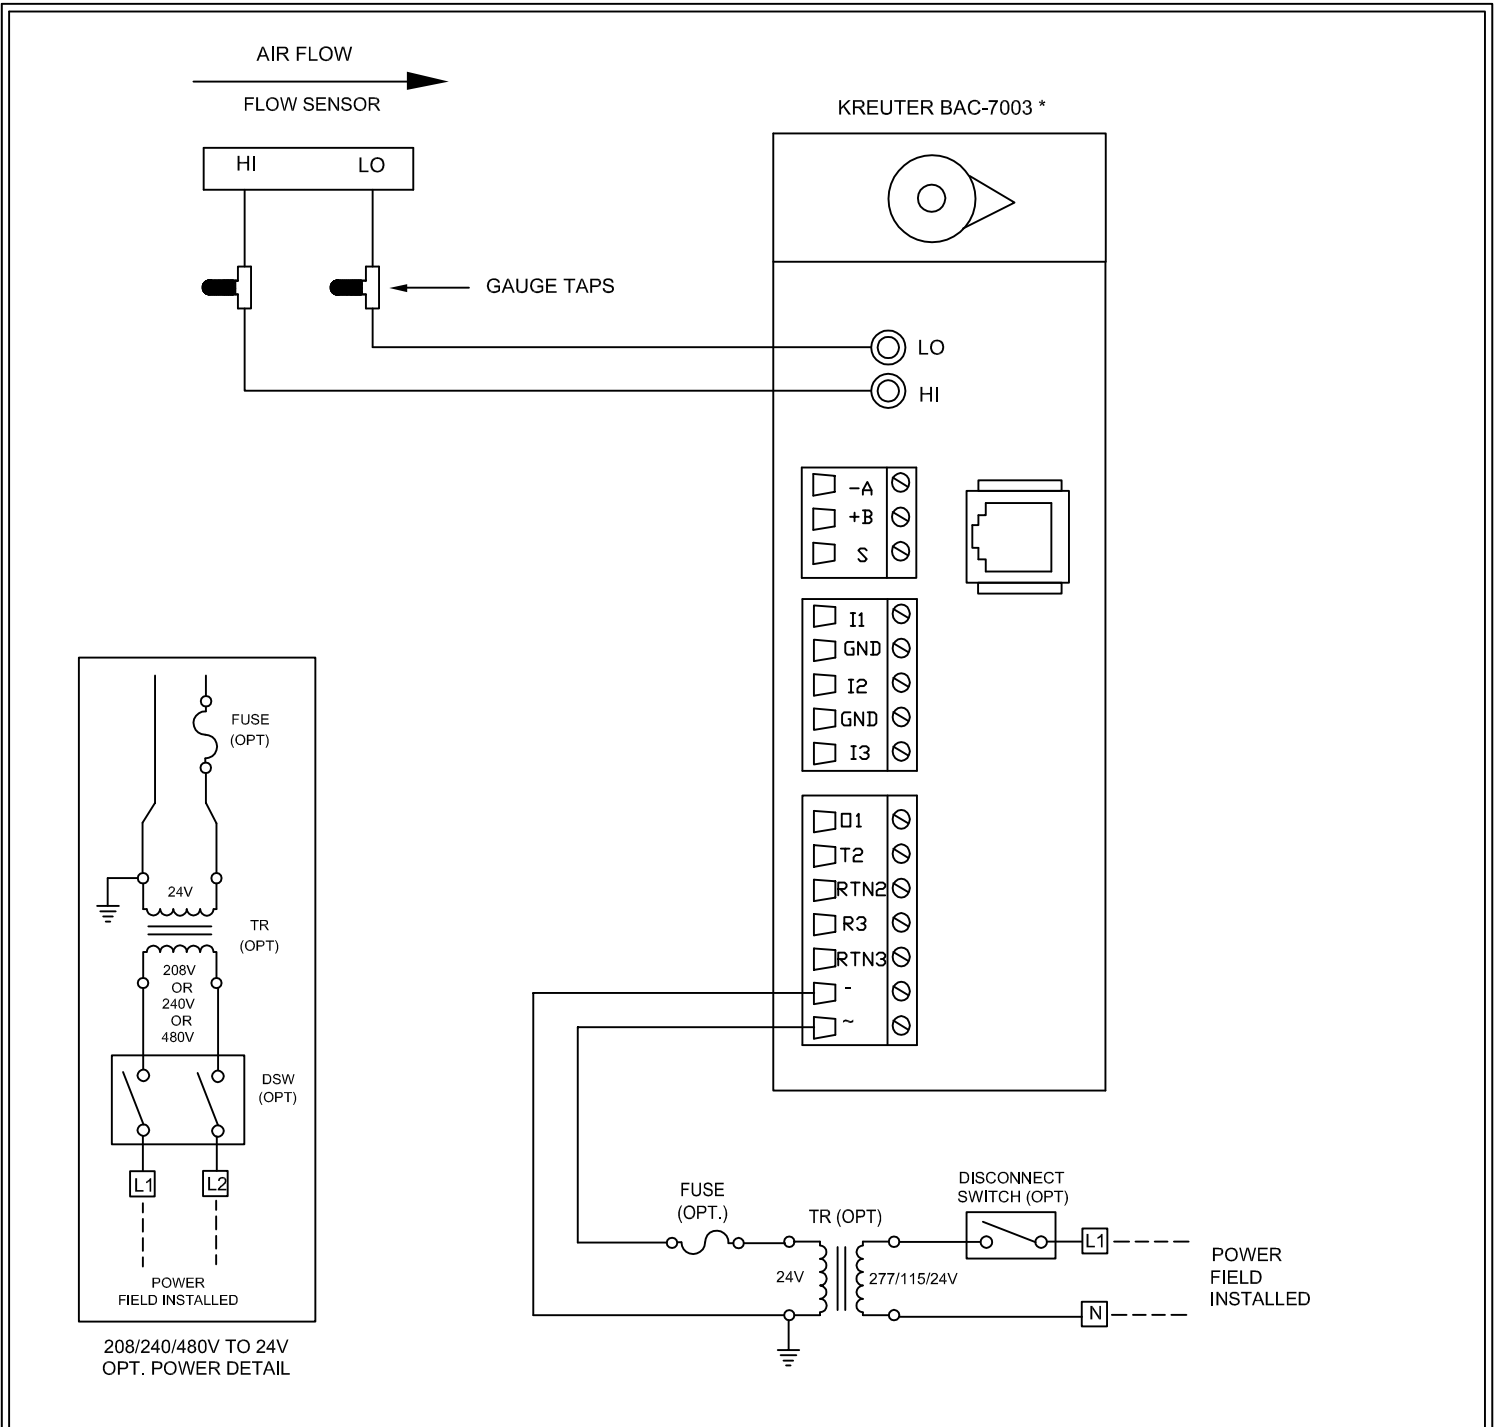 AIR FLOW
FLOW SENSOR
HI
LO
GAUGE TAPS
KREUTER BAC-7003 *
LO
HI
-A
+B
S
I1
GND
I2
GND
I3
O1
T2
RTN2
R3
RTN3
-
~
FUSE
(OPT)
24V
TR
(OPT)
208V
OR
240V
OR
480V
DSW
(OPT)
L1
L2
POWER
FIELD INSTALLED
208/240/480V TO 24V
OPT. POWER DETAIL
FUSE
(OPT.)
TR (OPT)
24V
277/115/24V
DISCONNECT
SWITCH (OPT)
L1
N
POWER
FIELD
INSTALLED